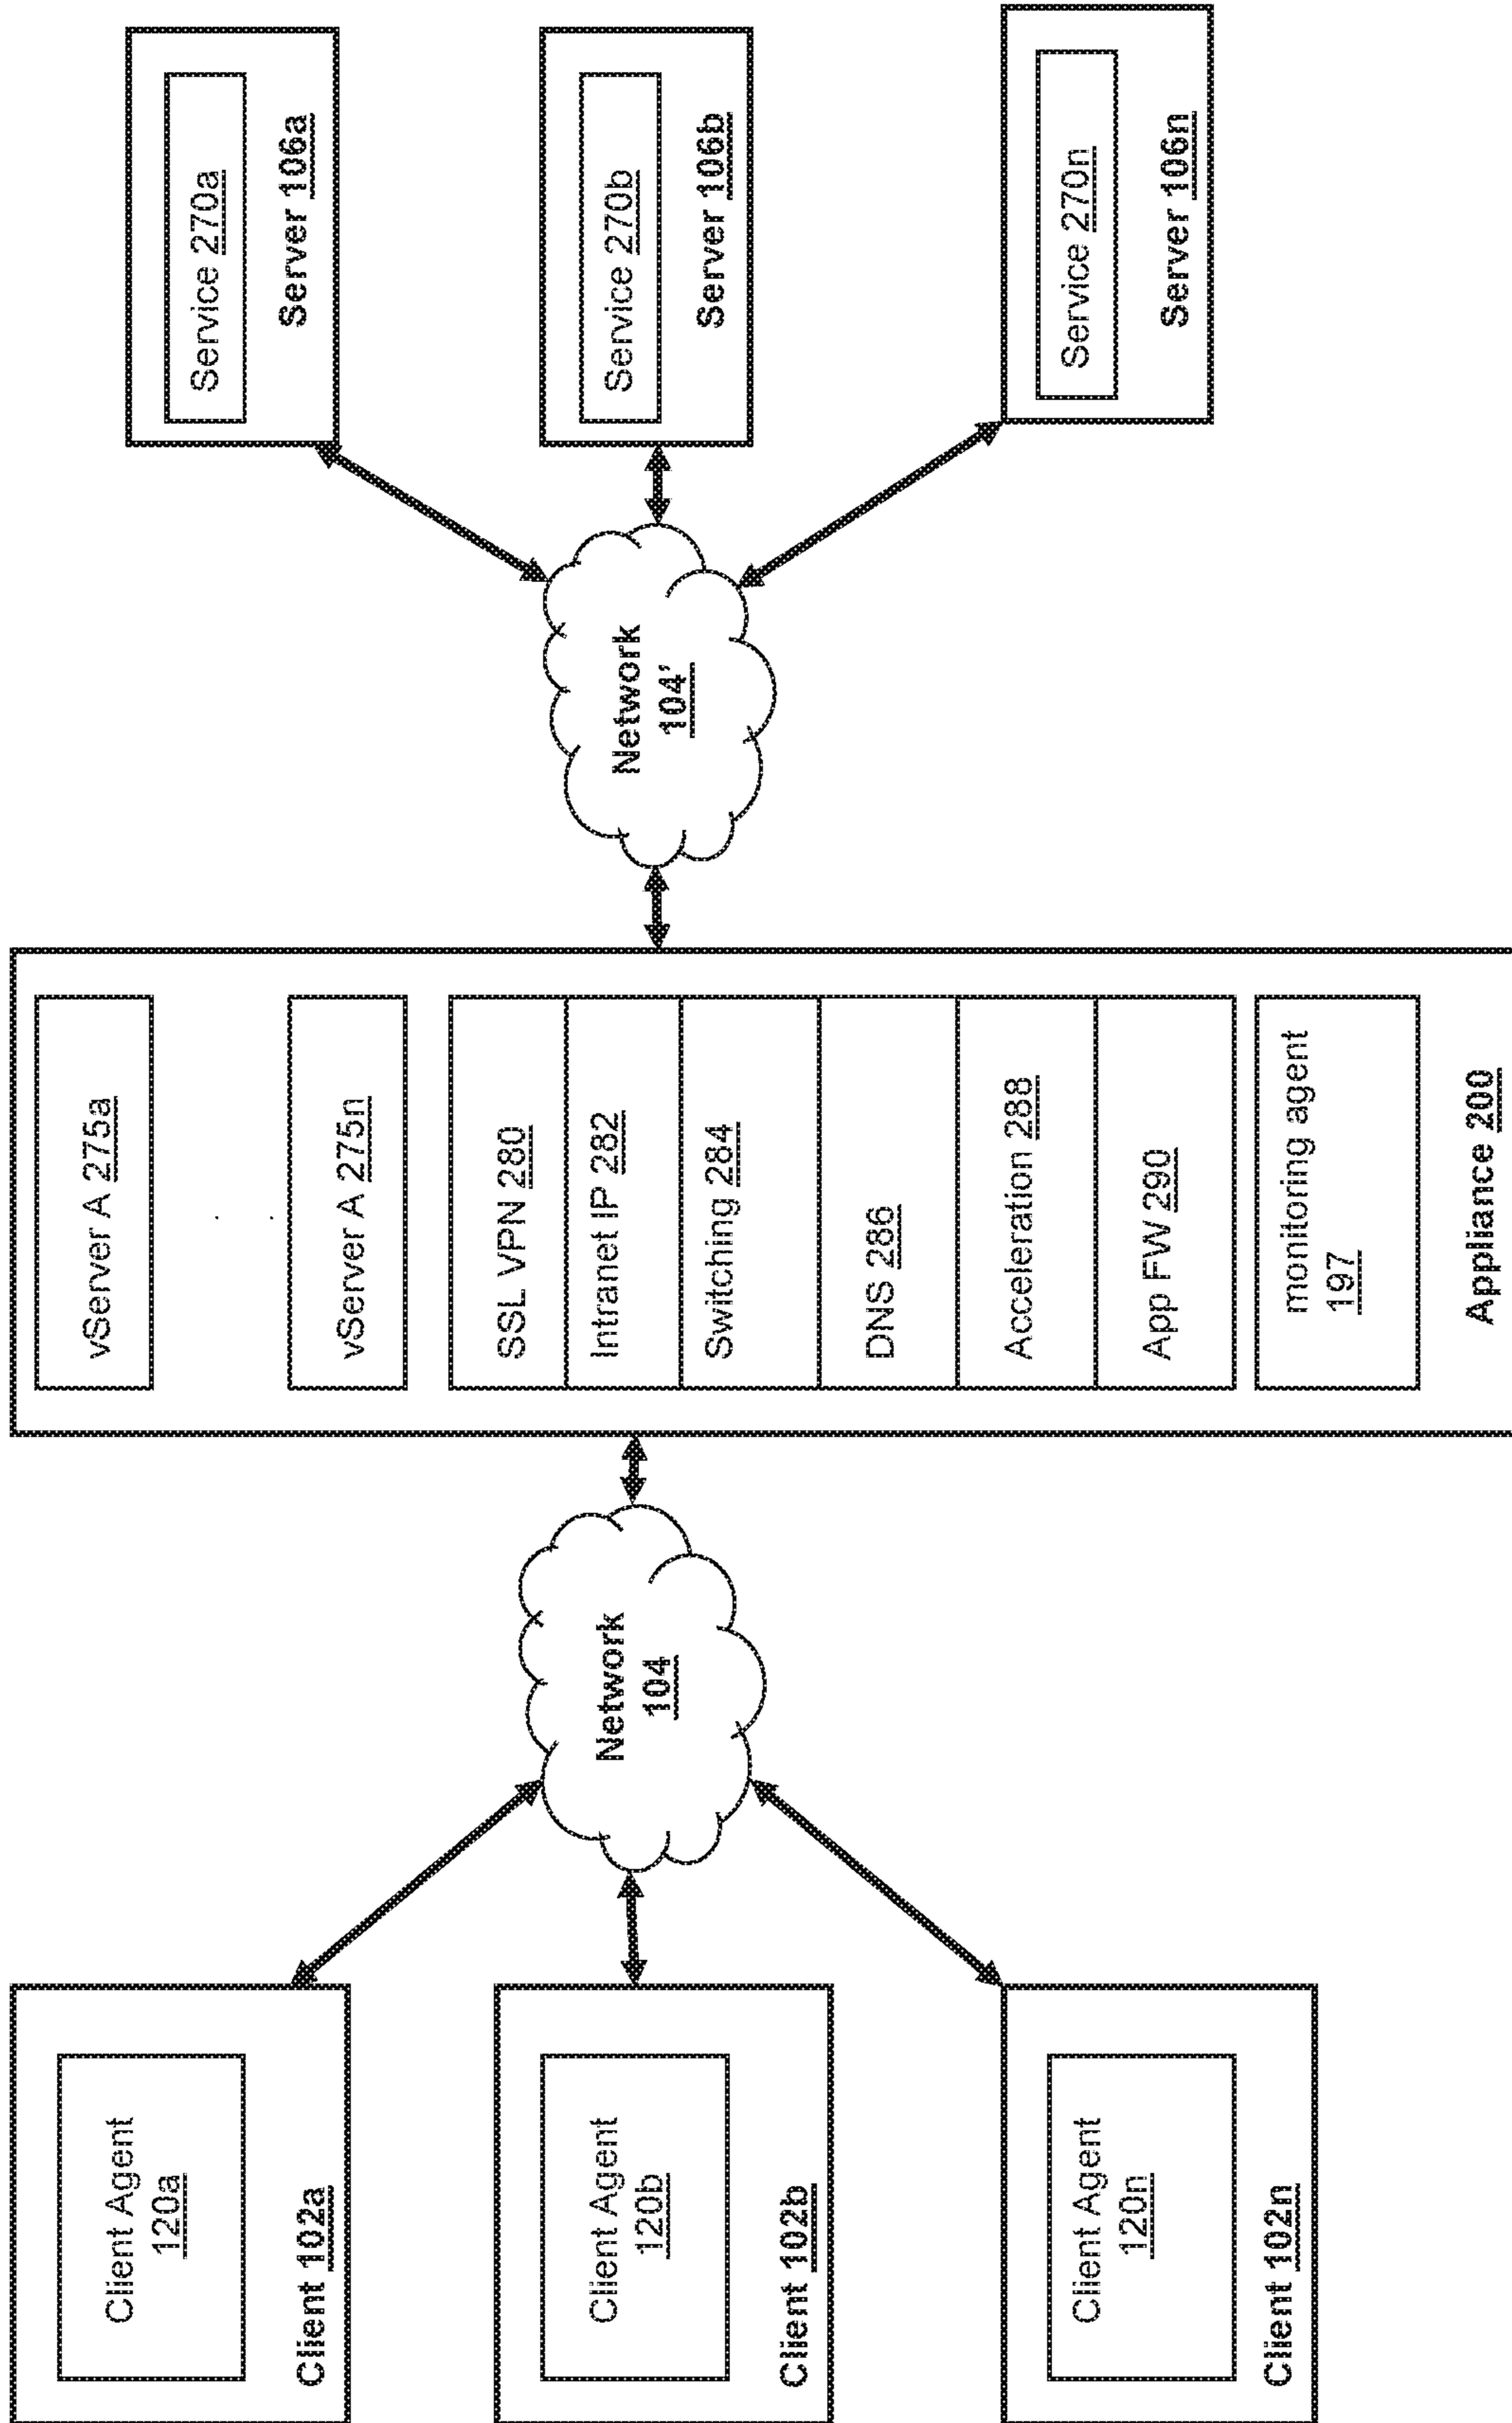 Client Agent
120a
Client 102a
Client Agent
120b
Client 102b
Client Agent
120n
Client 102n
Network
104
vServer A 275a
vServer A 275n
SSL VPN 280
Intranet IP 282
Switching 284
DNS 286
Acceleration 288
App FW 290
monitoring agent
197
Appliance 200
Network
104'
Service 270a
Server 106a
Service 270b
Server 106b
Service 270n
Server 106n